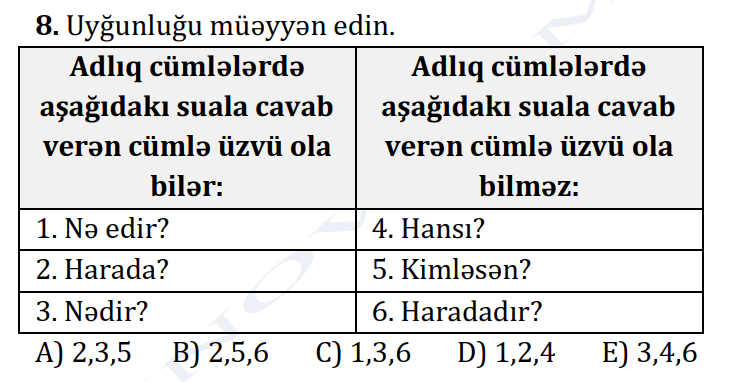 8. Uyğunluğu müəyyən edin.
Adlıq cümlələrdə aşağıdakı suala cavab verən cümlə üzvü ola bilər:
Adlıq cümlələrdə aşağıdakı suala cavab verən cümlə üzvü ola bilməz:
1. Nə edir?
4. Hansı?
2. Harada?
5. Kimləsən?
3. Nədir?
6. Haradadır?
A) 2,3,5 B) 2,5,6 C) 1,3,6 D) 1,2,4 E) 3,4,6